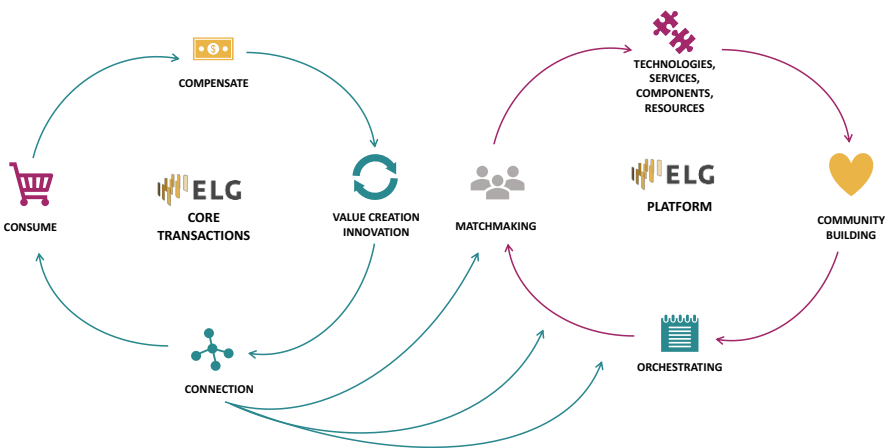 COMPENSATE
TECHNOLOGIES,
SERVICES,
COMPONENTS,
RESOURCES
CONSUME
ELG
CORE
TRANSACTIONS
VALUE CREATION
INNOVATION
MATCHMAKING
ELG
PLATFORM
COMMUNITY
BUILDING
CONNECTION
ORCHESTRATING